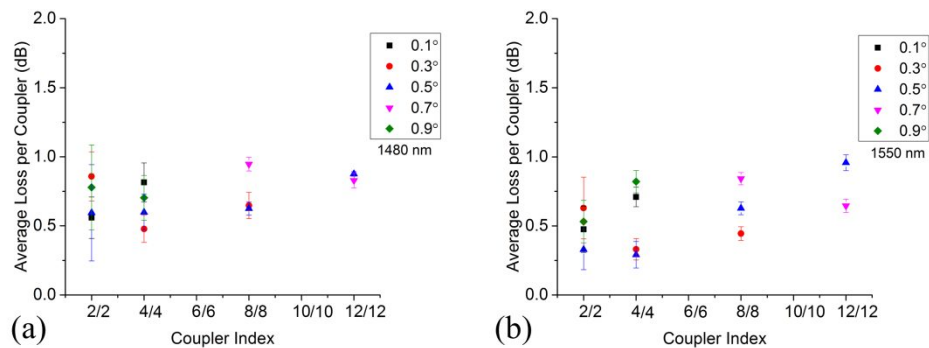 2.0
1.5
1.0
0.5
0.0
Average Loss per Coupler (dB)
2/2 4/4 6/6 8/8 10/10 12/12
Coupler Index
0.1°
0.3°
0.5°
0.7°
0.9°
1480 nm
(a)
2.0
1.5
1.0
0.5
0.0
Average Loss per Coupler (dB)
2/2 4/4 6/6 8/8 10/10 12/12
Coupler Index
0.1°
0.3°
0.5°
0.7°
0.9°
1550 nm
(b)